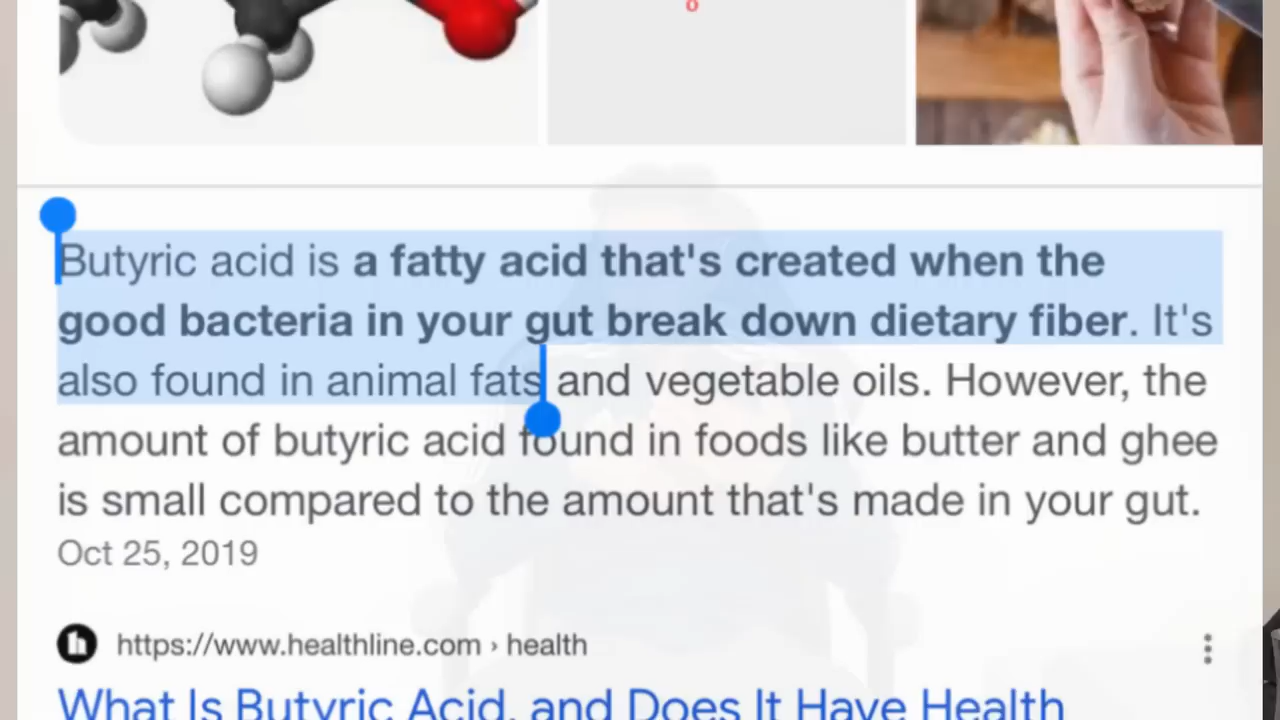 o
Butyric acid is a fatty acid that's created when the
good bacteria in your gut break down dietary fiber. It's
also found in animal fats and vegetable oils. However, the
amount of butyric acid found in foods like butter and ghee
is small compared to the amount that's made in your gut.
Oct 25, 2019
h
https://www.healthline.com › health
What Is Butyric Acid, and Does It Have Health